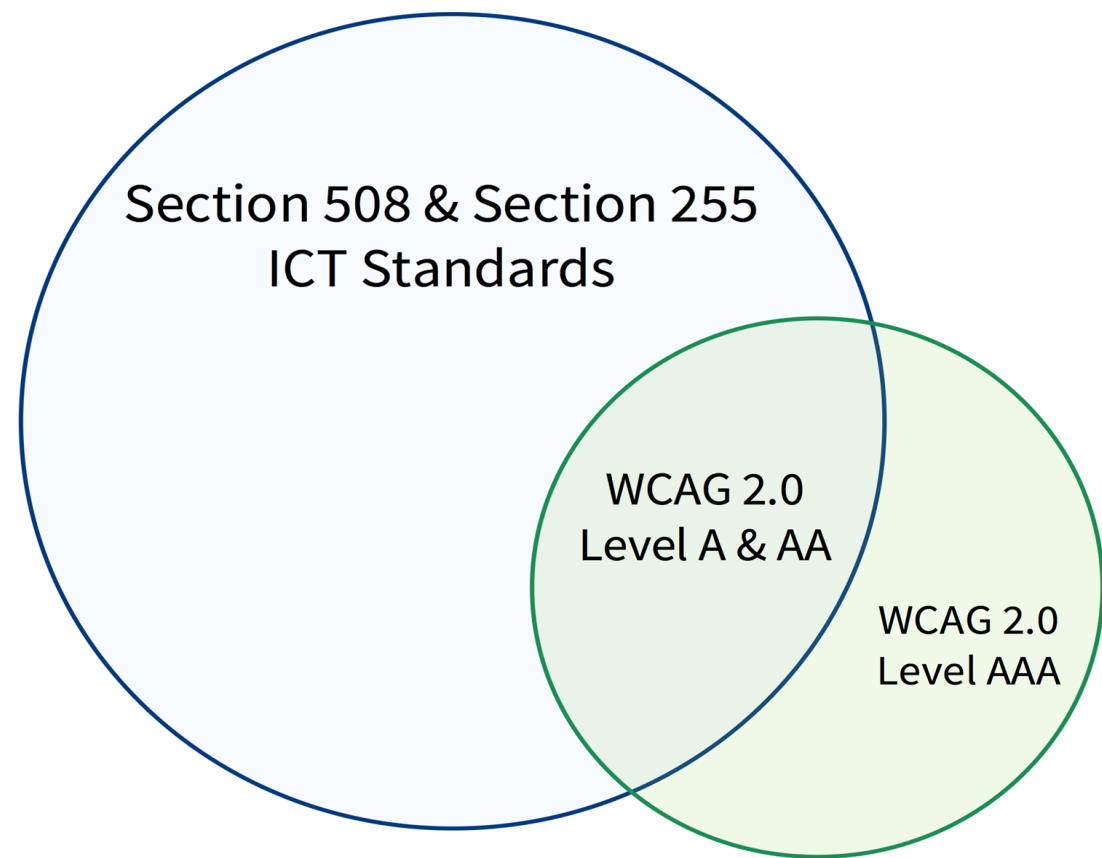 Section 508 & Section 255
ICT Standards
WCAG 2.0
Level A & AA
WCAG 2.0
Level AAA